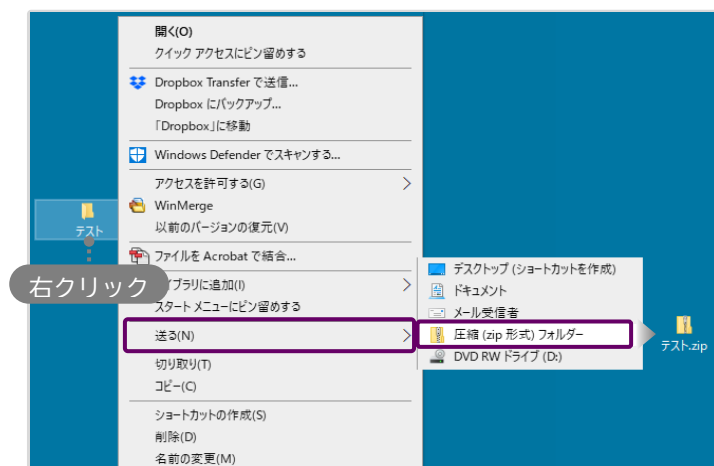 開く(O)
クイック アクセスにピン留めする
Dropbox Transfer で送信...
Dropbox にバックアップ...
「Dropbox」に移動
Windows Defender でスキャンする...
アクセスを許可する(G)
WinMerge
以前のバージョンの復元(V)
ファイルを Acrobat で結合...
イブラリに追加(I)
スタート メニューにピン留めする
送る(N)
切り取り(T)
コピー(C)
ショートカットの作成(S)
削除(D)
名前の変更(M)
テスト
右クリック
デスクトップ (ショートカットを作成)
ドキュメント
メール受信者
圧縮 (zip 形式) フォルダー
DVD RW ドライブ (D:)
テスト.zip